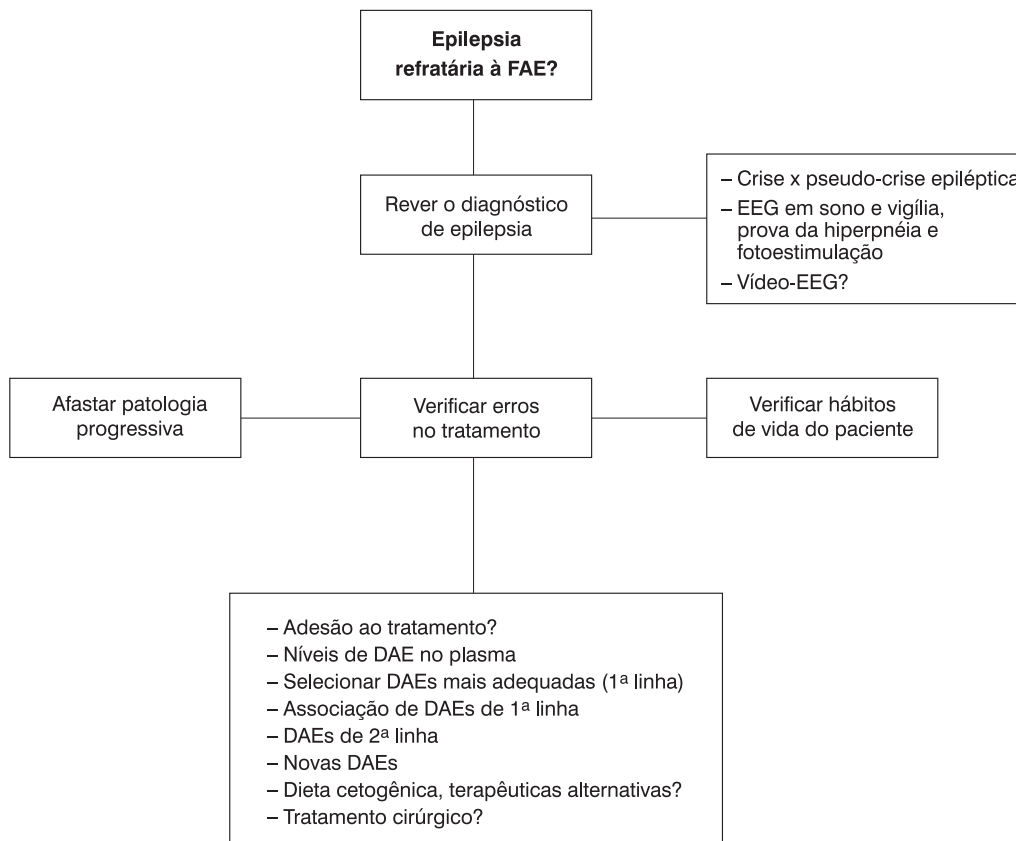 Epilepsia
refratária à FAE?
Rever o diagnóstico
de epilepsia
– Crise x pseudo-crise epiléptica
– EEG em sono e vigília,
prova da hiperpnéia e
fotoestimulação
– Vídeo-EEG?
Afastar patologia
progressiva
Verificar erros
no tratamento
Verificar hábitos
de vida do paciente
– Adesão ao tratamento?
– Níveis de DAE no plasma
– Selecionar DAEs mais adequadas (1ª linha)
– Associação de DAEs de 1ª linha
– DAEs de 2ª linha
– Novas DAEs
– Dieta cetogênica, terapêuticas alternativas?
– Tratamento cirúrgico?